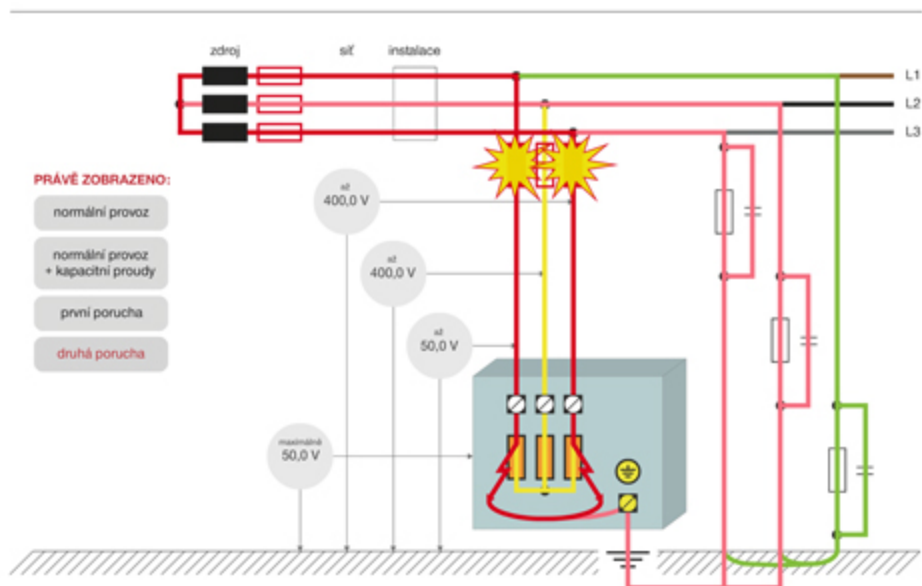 zdroj
síť
instalace
L1
L2
L3
PRÁVĚ ZOBRAZENO:
normální provoz
normální provoz
+ kapacitní proudy
první porucha
druhá porucha
až
400,0 V
až
400,0 V
až
50,0 V
maximálně
50,0 V